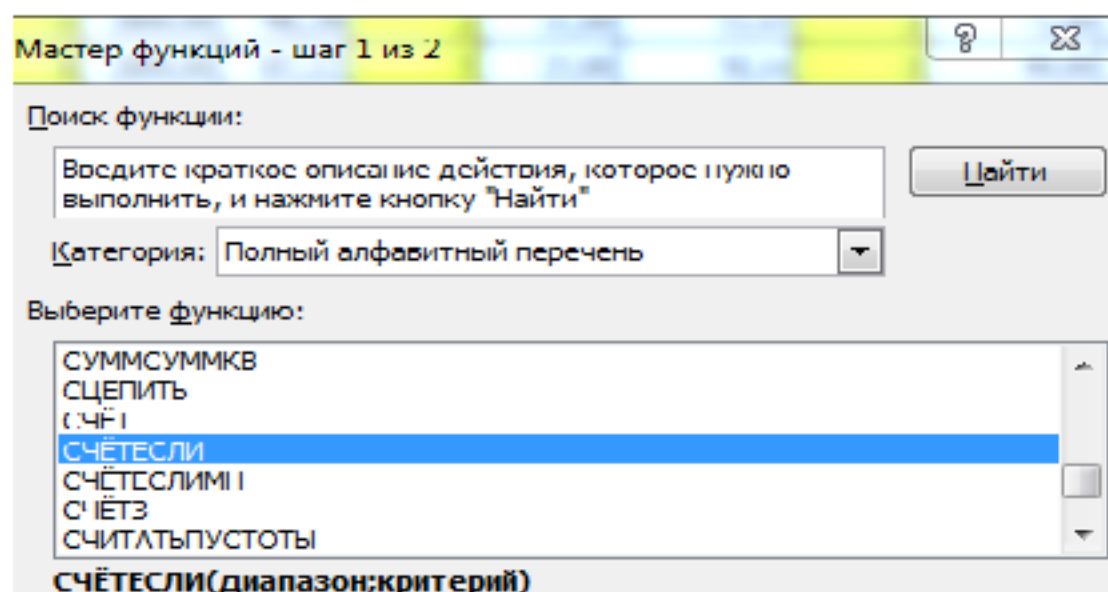 Мастер функций - шаг 1 из 2
Поиск функции:
Введите краткое описание действия, которое нужно
выполнить, и нажмите кнопку "Найти"
Найти
Категория: Полный алфавитный перечень
Выберите функцию:
СУММСУММКВ
СЦЕПИТЬ
СЧЁТ
СЧЁТЕСЛИ
СЧЁТЕСЛИМН
СЧЁТЗ
СЧИТАТЬПУСТОТЫ
СЧЁТЕСЛИ(диапазон;критерий)